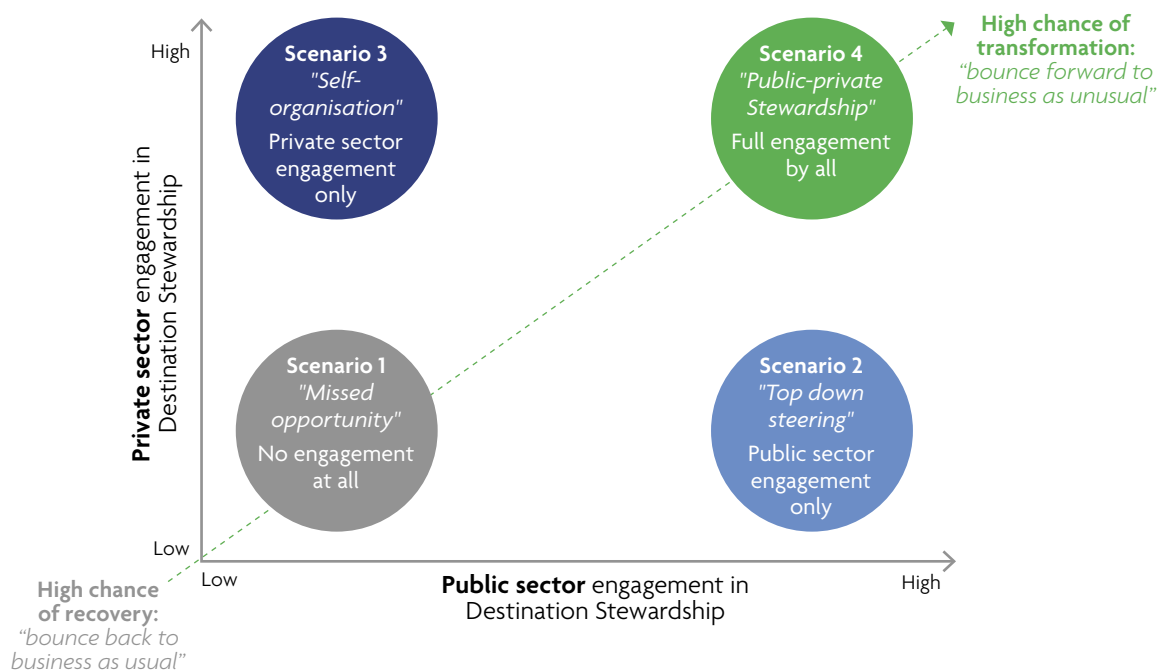 High
Private sector engagement in
Destination Stewardship
Low
Scenario 3
"Self-
organisation"
Private sector
engagement
only
Scenario 4
"Public-private
Stewardship"
Full engagement
by all
High chance of
transformation:
“bounce forward to
business as unusual”
Scenario 1
"Missed
opportunity"
No engagement
at all
Scenario 2
"Top down
steering"
Public sector
engagement
only
Low
Public sector engagement in
Destination Stewardship
High
High chance
of recovery:
“bounce back to
business as usual”